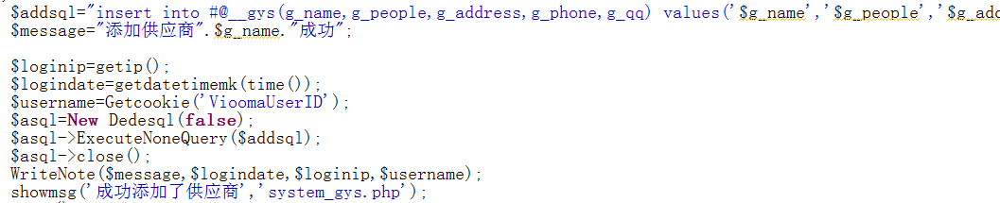 $addsql="insert into #@__gys(g_name,g_people,g_address,g_phone,g_qq) values('$g_name','$g_people','$g_add
$message="添加供应商".$g_name."成功";
$loginip=getip();
$logindate=getdatetimemk(time());
$username=Getcookie('VioomaUserID');
$asql=New Dedesql(false);
$asql->ExecuteNoneQuery($addsql);
$asql->close();
WriteNote($message,$logindate,$loginip,$username);
showmsg('成功添加了供应商','system_gys.php');